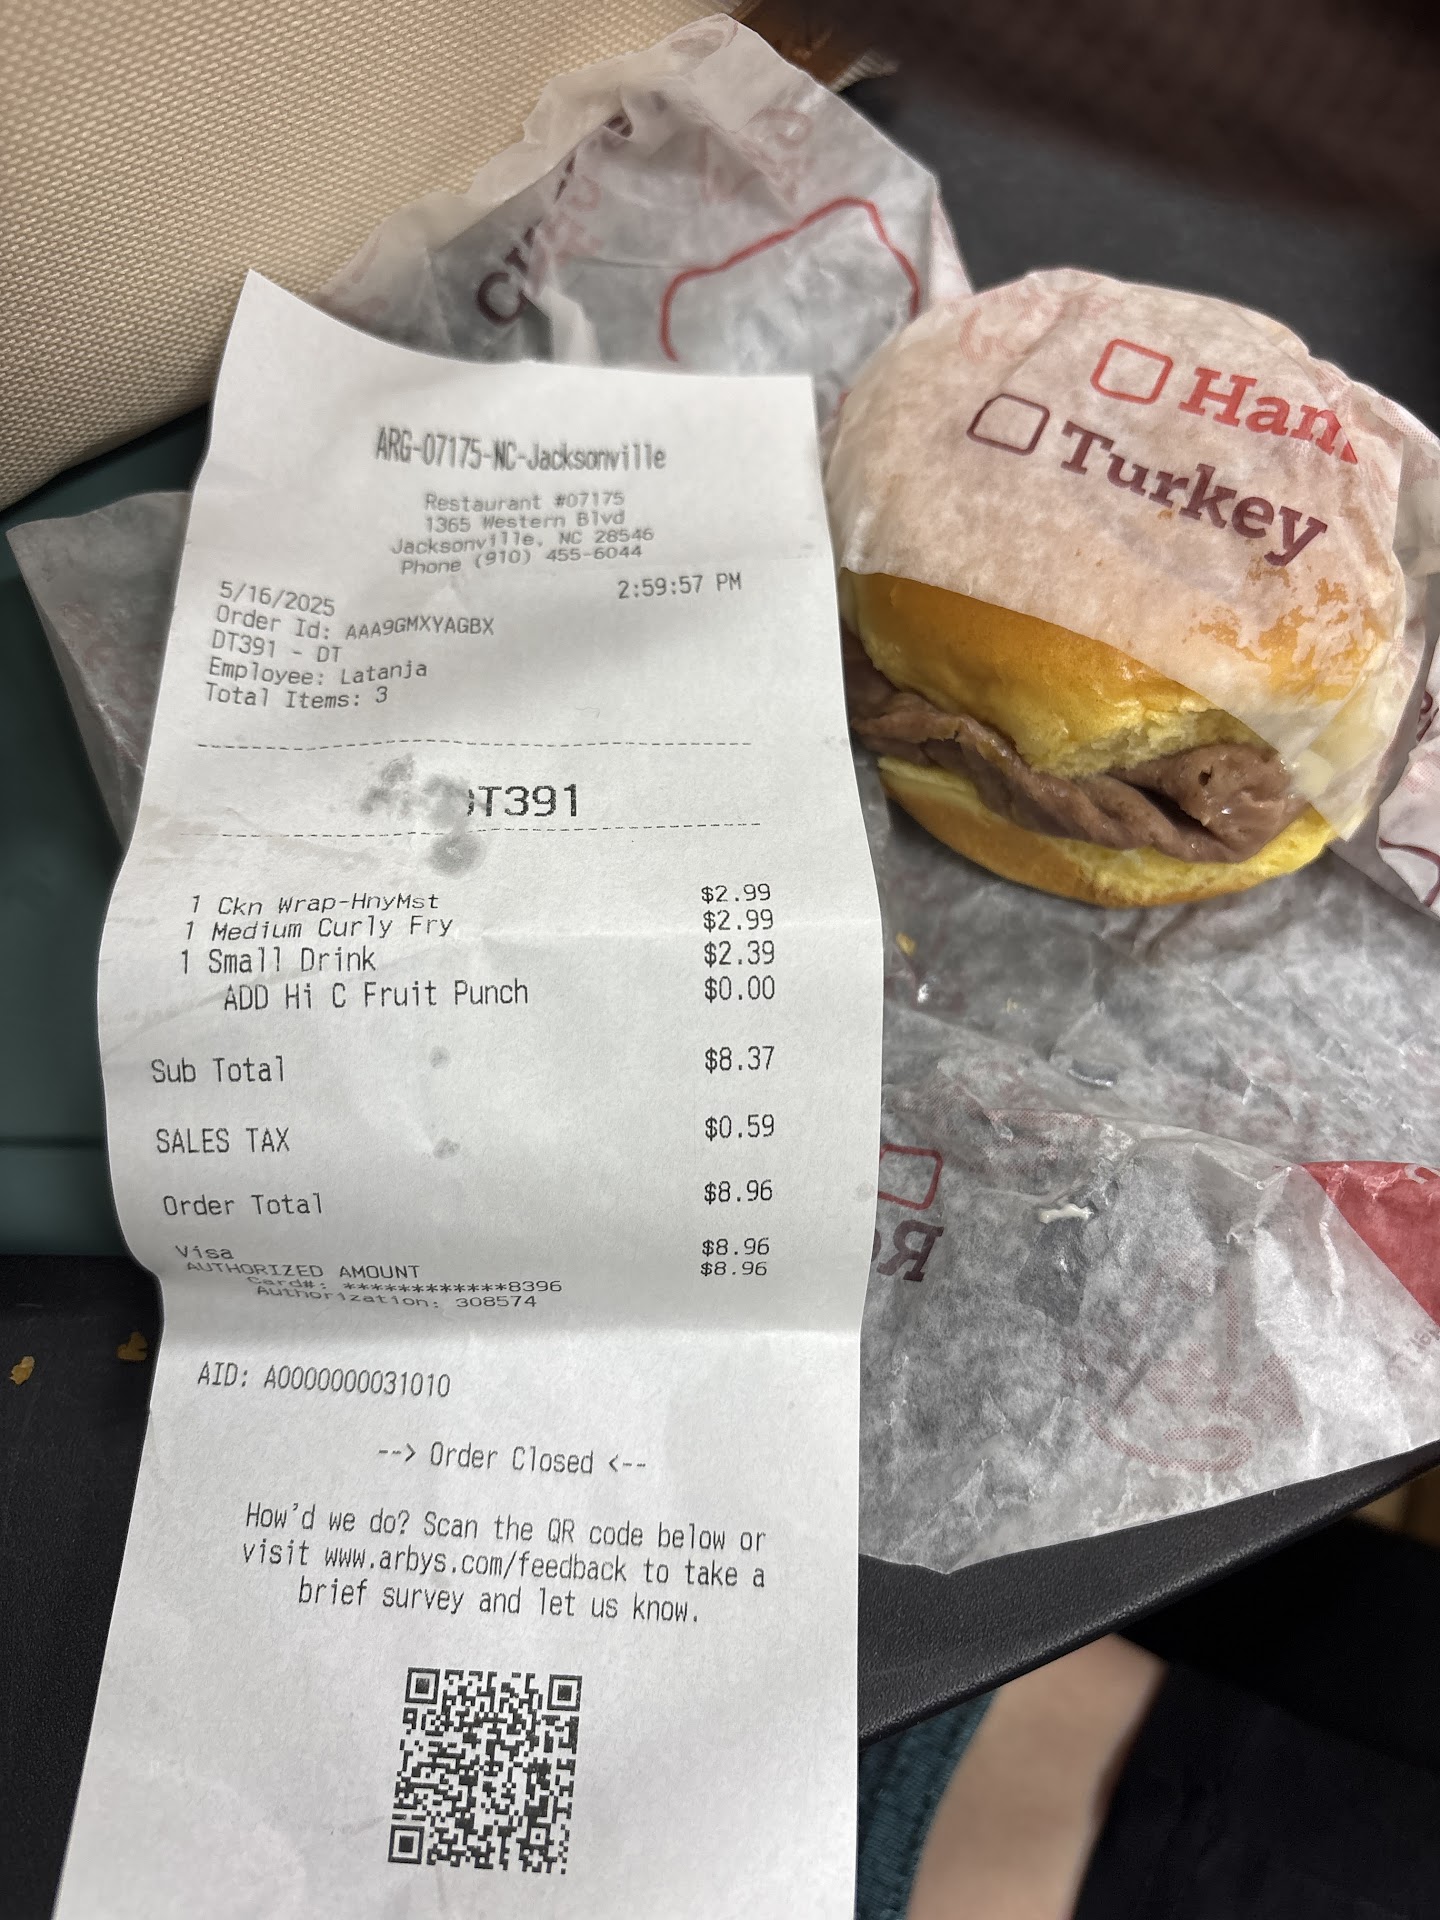 ARG-07175-NC-Jacksonville
Restaurant #07175
1365 Western Blvd
Jacksonville, NC 28546
Phone (910) 455-6044
5/16/2025 2:59:57 PM
Order Id: AAA9GMXYAGBX
DT391 - DT
Employee: Latanja
Total Items: 3
DT391
1 Ckn Wrap-HnyMst $2.99
1 Medium Curly Fry $2.99
1 Small Drink $2.39
ADD Hi C Fruit Punch $0.00
Sub Total $8.37
SALES TAX $0.59
Order Total $8.96
Visa $8.96
AUTHORIZED AMOUNT $8.96
Card#: ************8396
Authorization: 308574
AID: A0000000031010
--> Order Closed <--
How'd we do? Scan the QR code below or
visit www.arbys.com/feedback to take a
brief survey and let us know.
Ham
Turkey